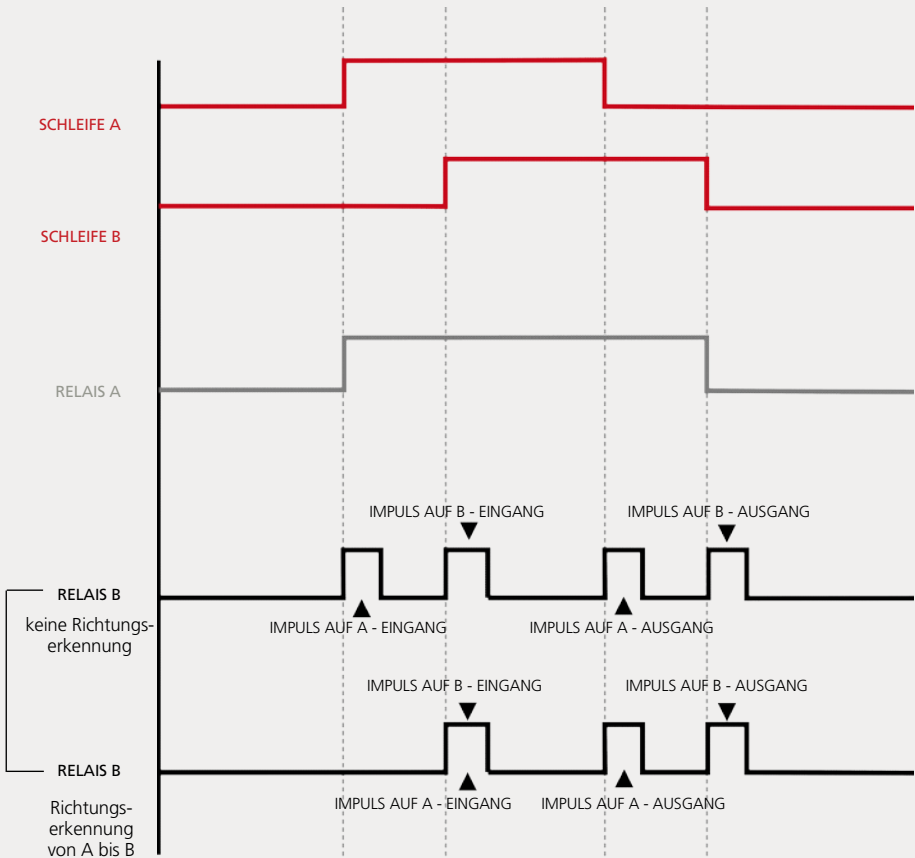 SCHLEIFE A
SCHLEIFE B
RELAIS A
IMPULS AUF B - EINGANG
IMPULS AUF B - AUSGANG
RELAIS B
keine Richtungs-
erkennung
IMPULS AUF A - EINGANG
IMPULS AUF A - AUSGANG
IMPULS AUF B - EINGANG
IMPULS AUF B - AUSGANG
RELAIS B
Richtungs-
erkennung
von A bis B
IMPULS AUF A - EINGANG
IMPULS AUF A - AUSGANG